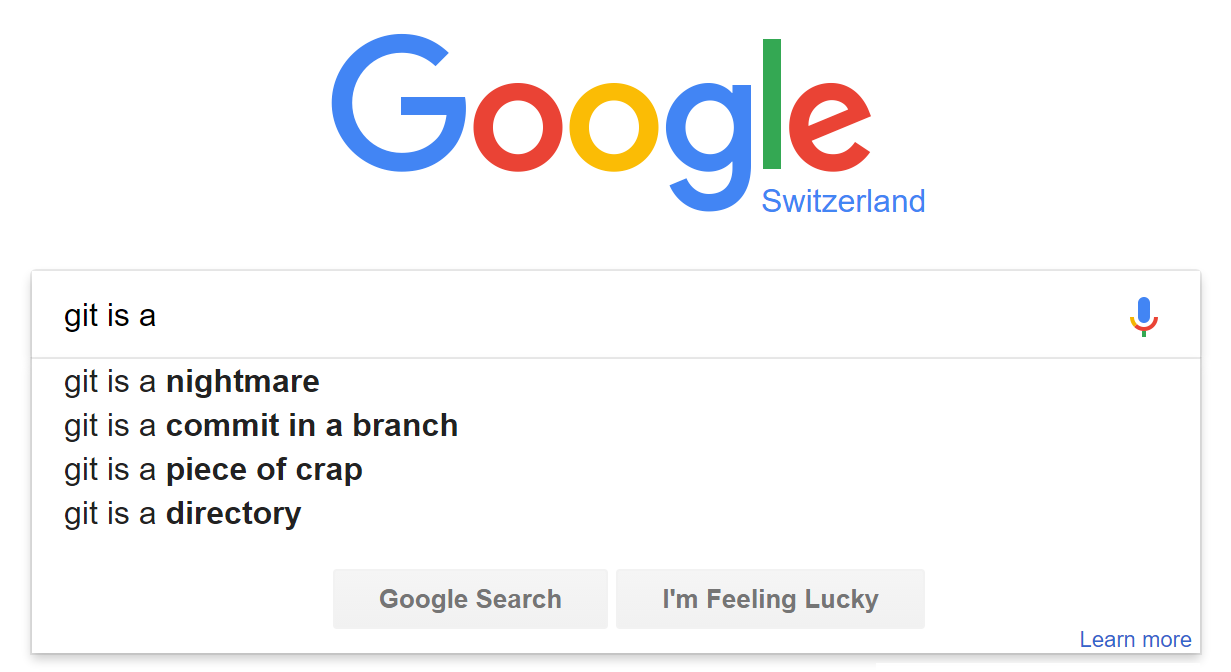 Google
Switzerland
git is a
git is a nightmare
git is a commit in a branch
git is a piece of crap
git is a directory
Google Search
I'm Feeling Lucky
Learn more